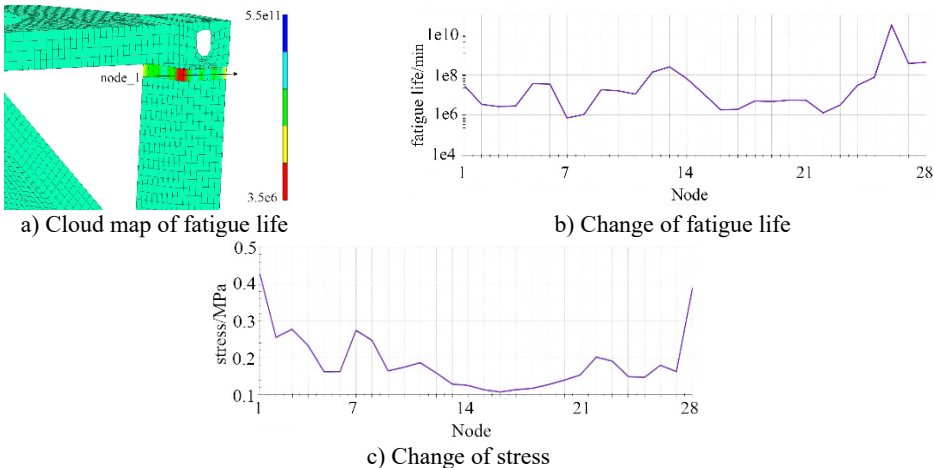 5.5e11
node_1
3.5e6
a) Cloud map of fatigue life
fatigue life/min
1e10
1e8
1e6
1e4
1 7 14 21 28
Node
b) Change of fatigue life
stress/MPa
0.5
0.4
0.3
0.2
0.1
1 7 14 21 28
Node
c) Change of stress